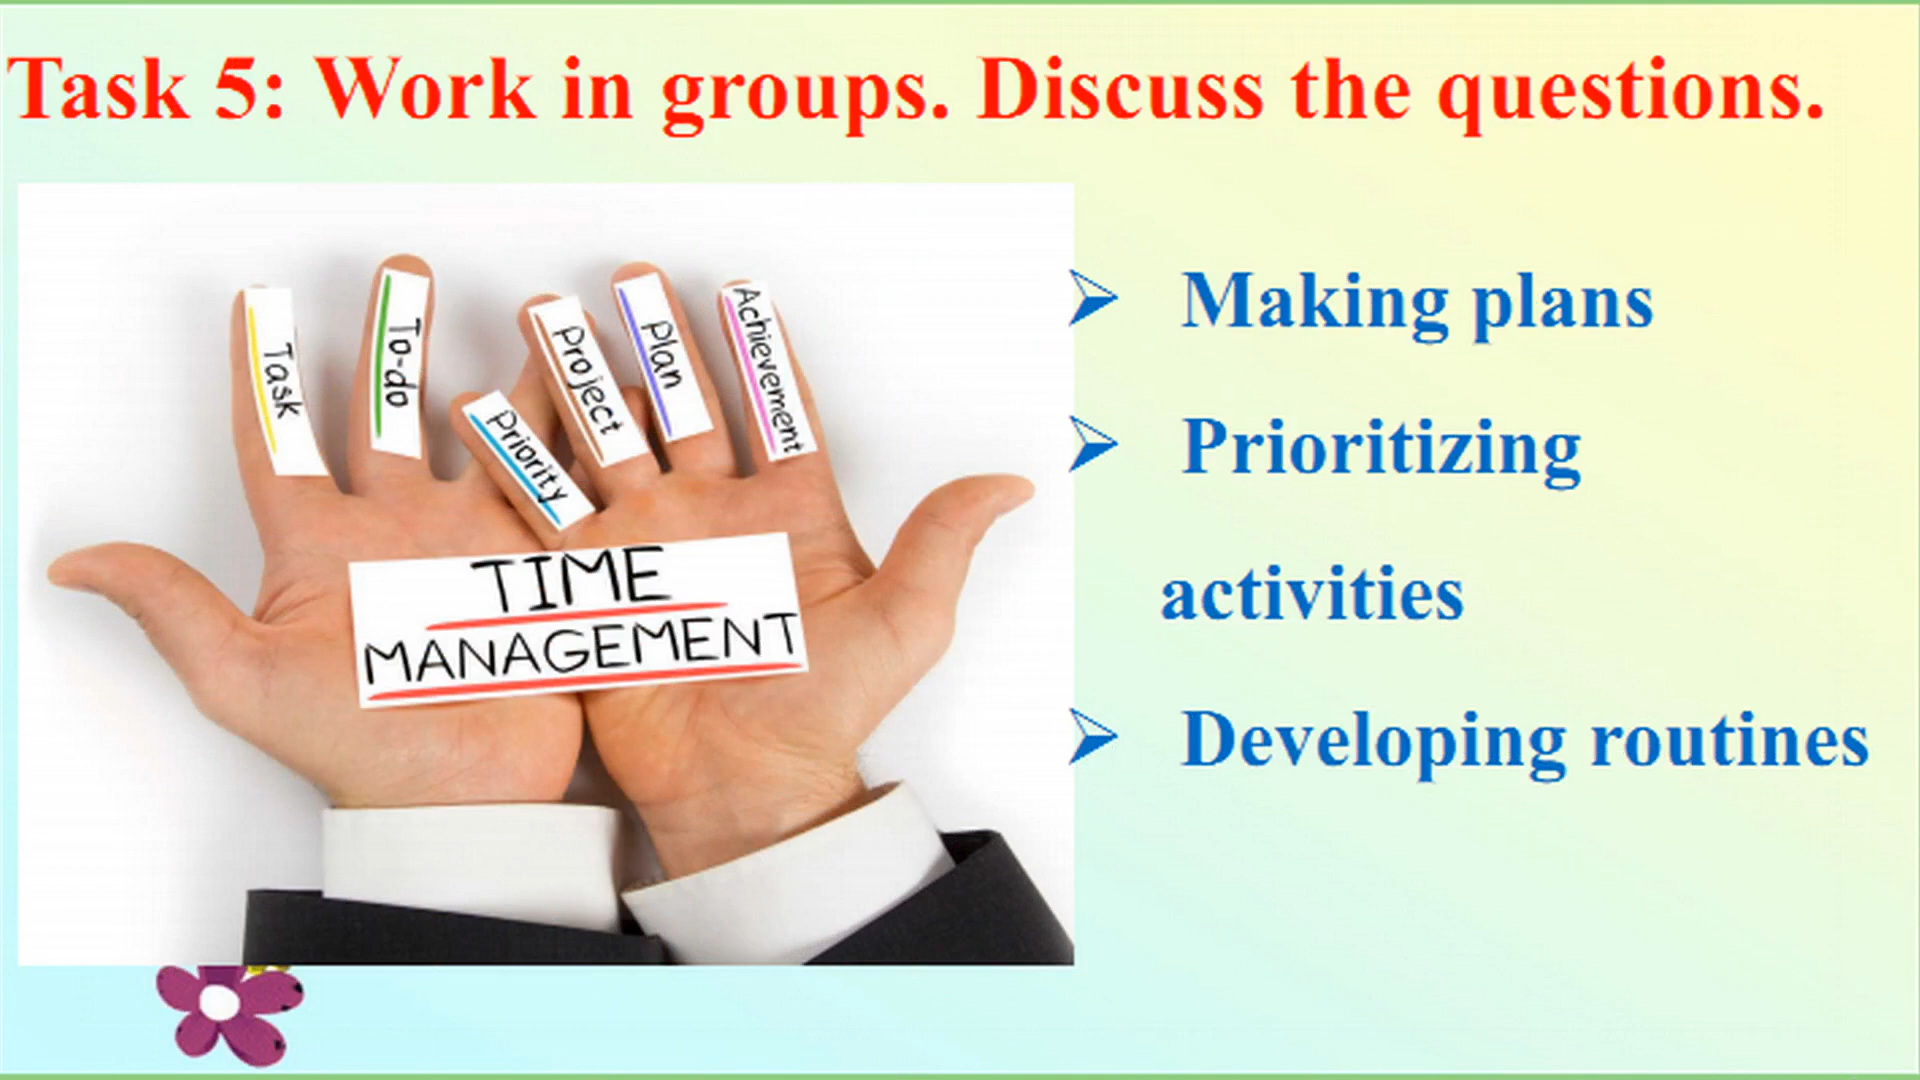 Task 5: Work in groups. Discuss the questions.
Task
To-do
Priority
Project
Plan
Achievement
TIME
MANAGEMENT
➢ Making plans
➢ Prioritizing
activities
➢ Developing routines